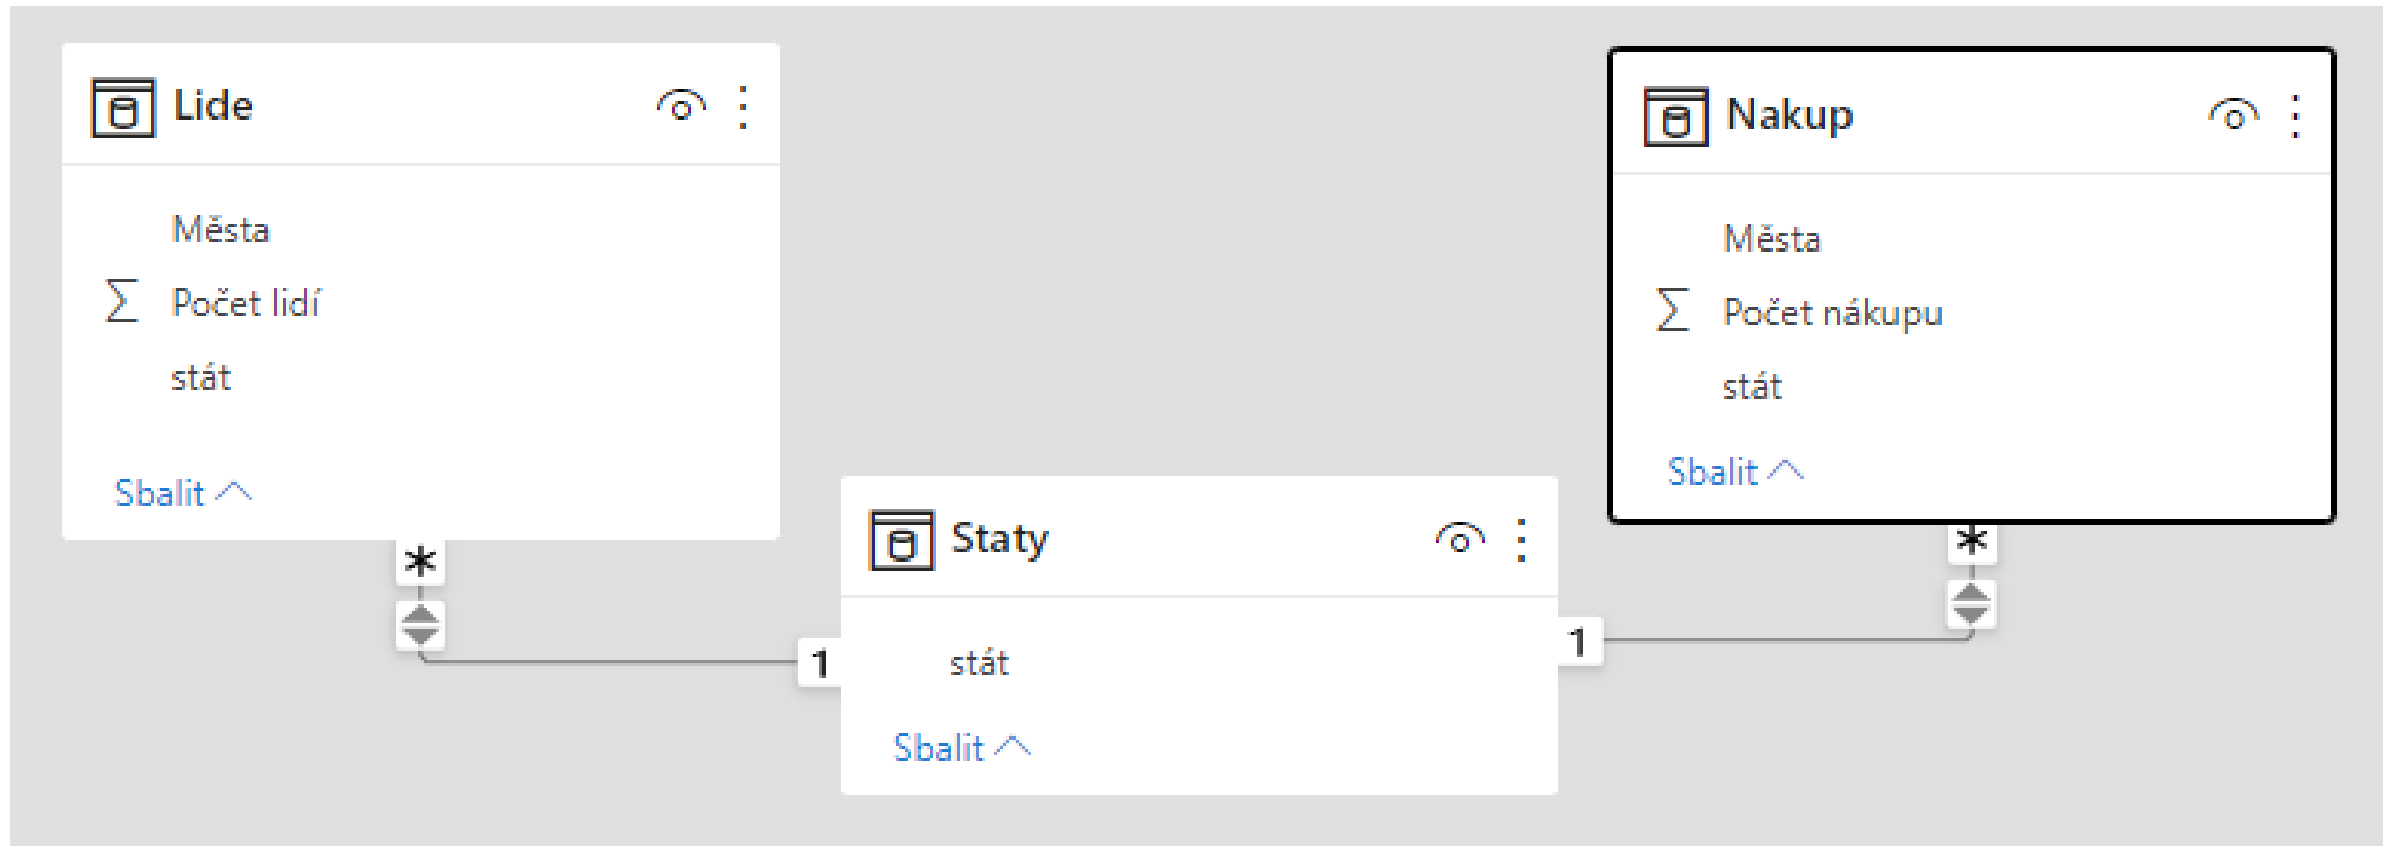 Lide
Města
Σ Počet lidí
stát
Sbalit
*
1
Staty
stát
Sbalit
1
Nakup
Města
Σ Počet nákupu
stát
Sbalit
*